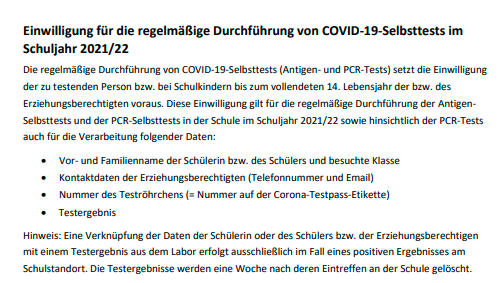 Einwilligung für die regelmäßige Durchführung von COVID-19-Selbsttests im
Schuljahr 2021/22
Die regelmäßige Durchführung von COVID-19-Selbsttests (Antigen- und PCR-Tests) setzt die Einwilligung
der zu testenden Person bzw. bei Schulkindern bis zum vollendeten 14. Lebensjahr der bzw. des
Erziehungsberechtigten voraus. Diese Einwilligung gilt für die regelmäßige Durchführung der Antigen-
Selbsttests und der PCR-Selbsttests in der Schule im Schuljahr 2021/22 sowie hinsichtlich der PCR-Tests
auch für die Verarbeitung folgender Daten:
• Vor- und Familienname der Schülerin bzw. des Schülers und besuchte Klasse
• Kontaktdaten der Erziehungsberechtigten (Telefonnummer und Email)
• Nummer des Teströhrchens (= Nummer auf der Corona-Testpass-Etikette)
• Testergebnis
Hinweis: Eine Verknüpfung der Daten der Schülerin oder des Schülers bzw. der Erziehungsberechtigen
mit einem Testergebnis aus dem Labor erfolgt ausschließlich im Fall eines positiven Ergebnisses am
Schulstandort. Die Testergebnisse werden eine Woche nach deren Eintreffen an der Schule gelöscht.